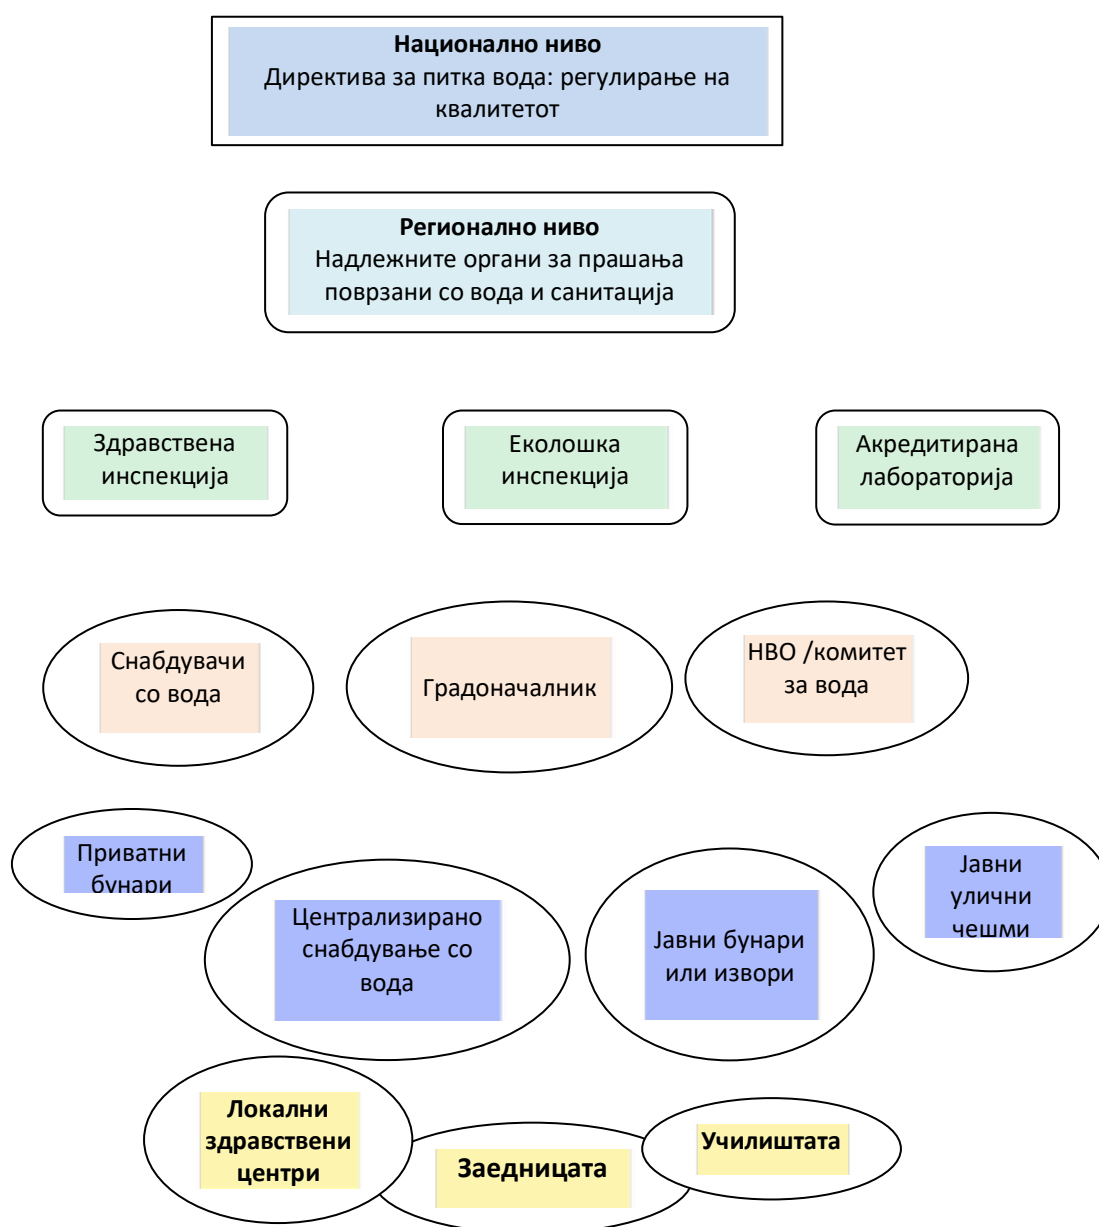 Национално ниво
Директива за питка вода: регулирање на
квалитетот
Регионално ниво
Надлежните органи за прашања
поврзани со вода и санитација
Здравствена
инспекција
Еколошка
инспекција
Акредитирана
лабораторија
Снабдувачи
со вода
Градоначалник
НВО /комитет
за вода
Приватни
бунари
Централизирано
снабдување со
вода
Јавни бунари
или извори
Јавни
улични
чешми
Локални
здравствени
центри
Заедницата
Училиштата